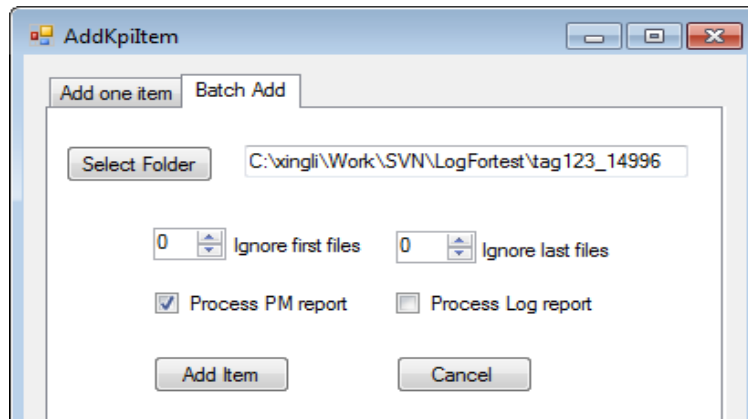 AddKpiItem
Add one item Batch Add
Select Folder C:\xingli\Work\SVN\LogFortest\tag123_14996
0 Ignore first files 0 Ignore last files
Process PM report Process Log report
Add Item Cancel